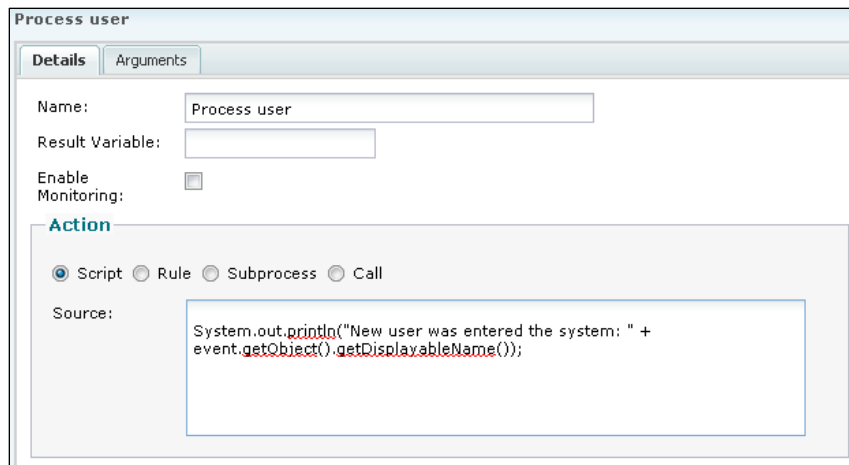 Process user
Details Arguments
Name: Process user
Result Variable:
Enable
Monitoring:
Action
Script Rule Subprocess Call
Source:
System.out.println("New user was entered the system: " +
event.getObject().getDisplayableName());